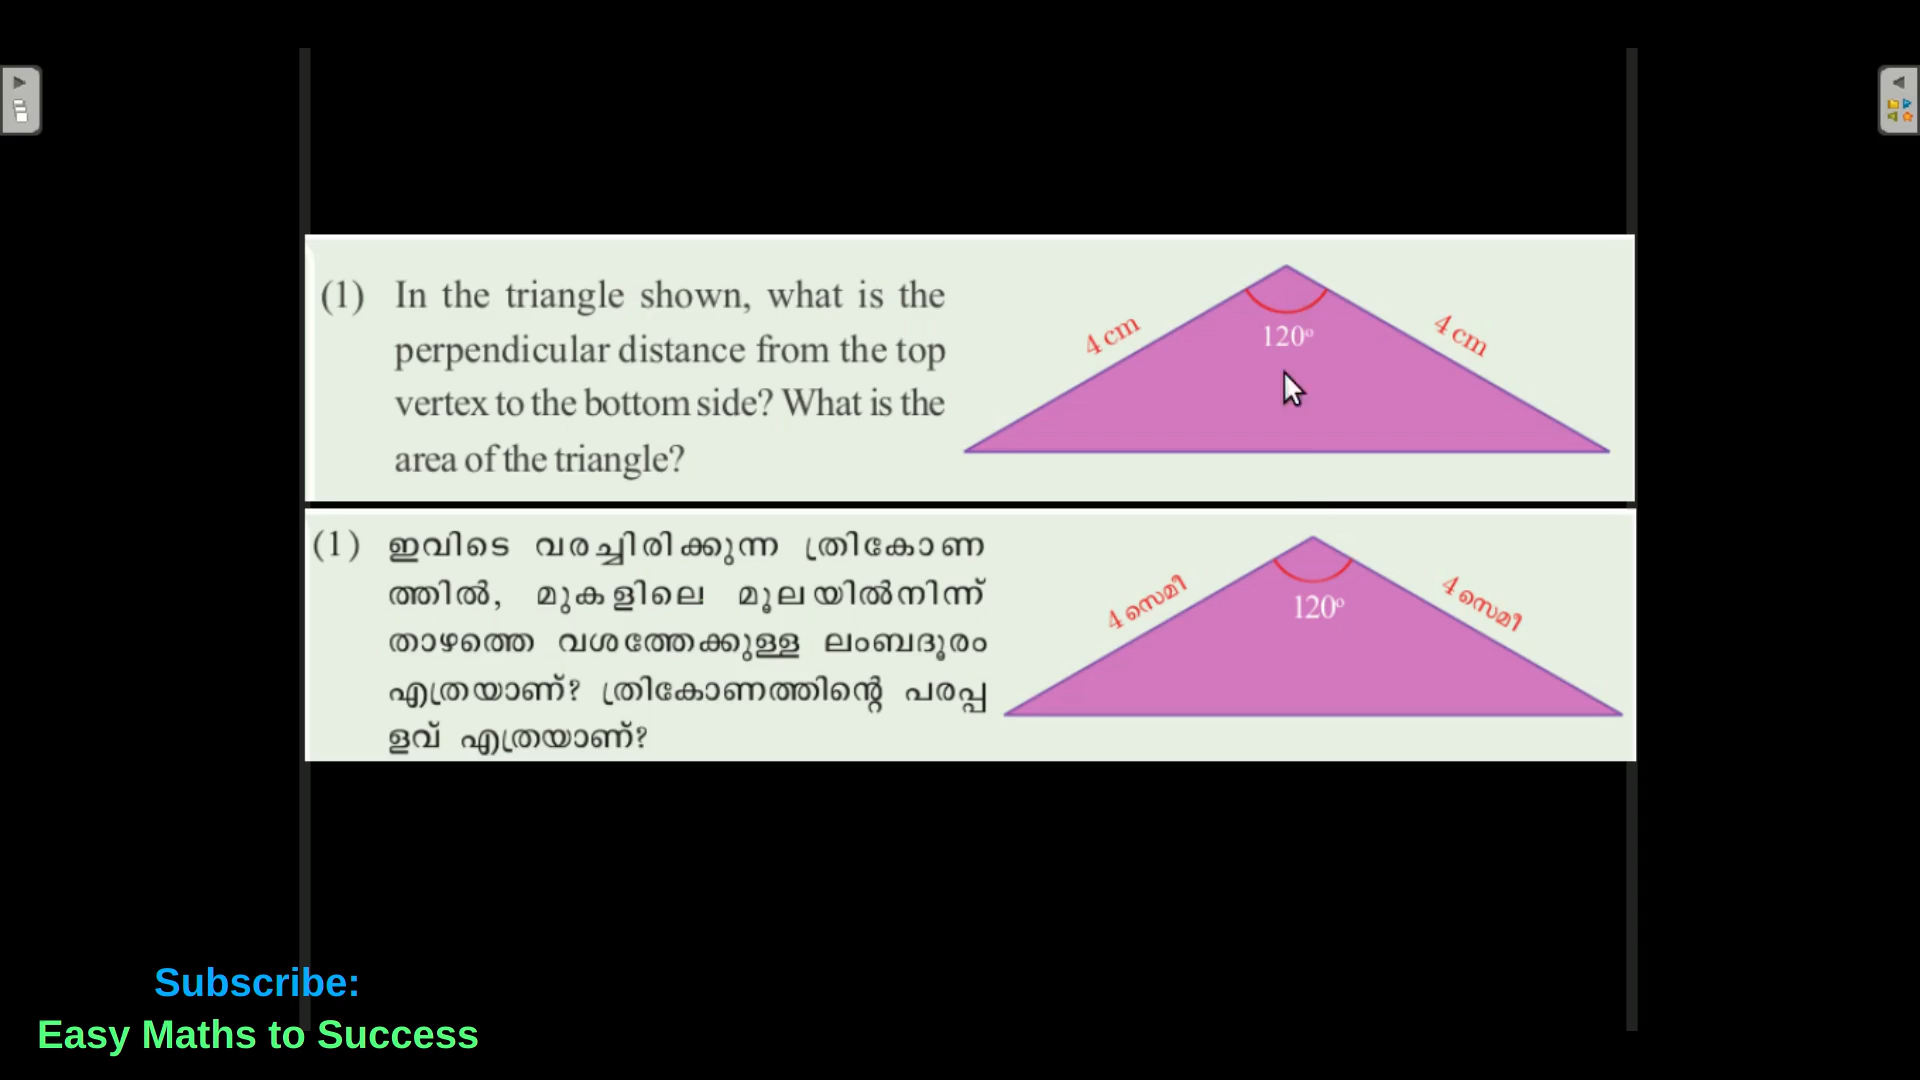 (1) In the triangle shown, what is the
perpendicular distance from the top
vertex to the bottom side? What is the
area of the triangle?
4 cm
4 cm
120°
(1) ഇവിടെ വരച്ചിരിക്കുന്ന ത്രികോണ
ത്തിൽ, മുകളിലെ മൂലയിൽനിന്ന്
താഴത്തെ വശത്തേക്കുള്ള ലംബദൂരം
എത്രയാണ്? ത്രികോണത്തിന്റെ പരപ്പ
ളവ് എത്രയാണ്?
4 സെമീ
4 സെമീ
120°
Subscribe:
Easy Maths to Success